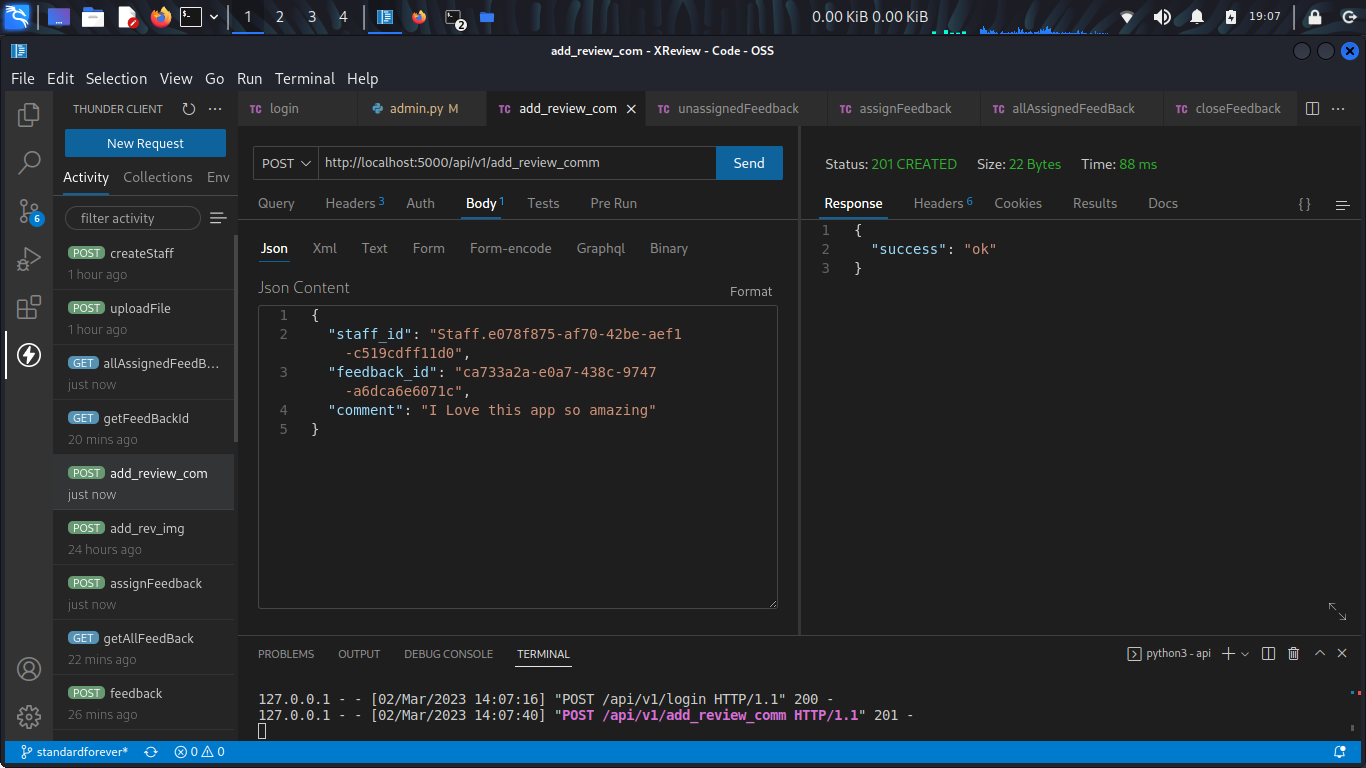 1 2 3 4
2
0.00 KiB 0.00 KiB
19:07
add_review_com - XReview - Code - OSS
File Edit Selection View Go Run Terminal Help
THUNDER CLIENT
New Request
Activity Collections Env
filter activity
6
POST createStaff
1 hour ago
POST uploadFile
1 hour ago
GET allAssignedFeedB...
just now
GET getFeedBackId
20 mins ago
POST add_review_com
just now
POST add_rev_img
24 hours ago
POST assignFeedback
just now
GET getAllFeedBack
22 mins ago
POST feedback
26 mins ago
TC login
admin.py M
TC add_review_com
TC unassignedFeedback
TC assignFeedback
TC allAssignedFeedBack
TC closeFeedback
POST http://localhost:5000/api/v1/add_review_comm Send
Query Headers 3 Auth Body 1 Tests Pre Run
Json Xml Text Form Form-encode Graphql Binary
Json Content
Format
1 {
2 "staff_id": "Staff.e078f875-af70-42be-aef1
-c519cdff11d0",
3 "feedback_id": "ca733a2a-e0a7-438c-9747
-a6dca6e6071c",
4 "comment": "I Love this app so amazing"
5 }
Status: 201 CREATED Size: 22 Bytes Time: 88 ms
Response Headers 6 Cookies Results Docs { }
1 {
2 "success": "ok"
3 }
PROBLEMS OUTPUT DEBUG CONSOLE TERMINAL
python3 - api
127.0.0.1 - - [02/Mar/2023 14:07:16] "POST /api/v1/login HTTP/1.1" 200 -
127.0.0.1 - - [02/Mar/2023 14:07:40] "POST /api/v1/add_review_comm HTTP/1.1" 201 -
standardforever* 0 0